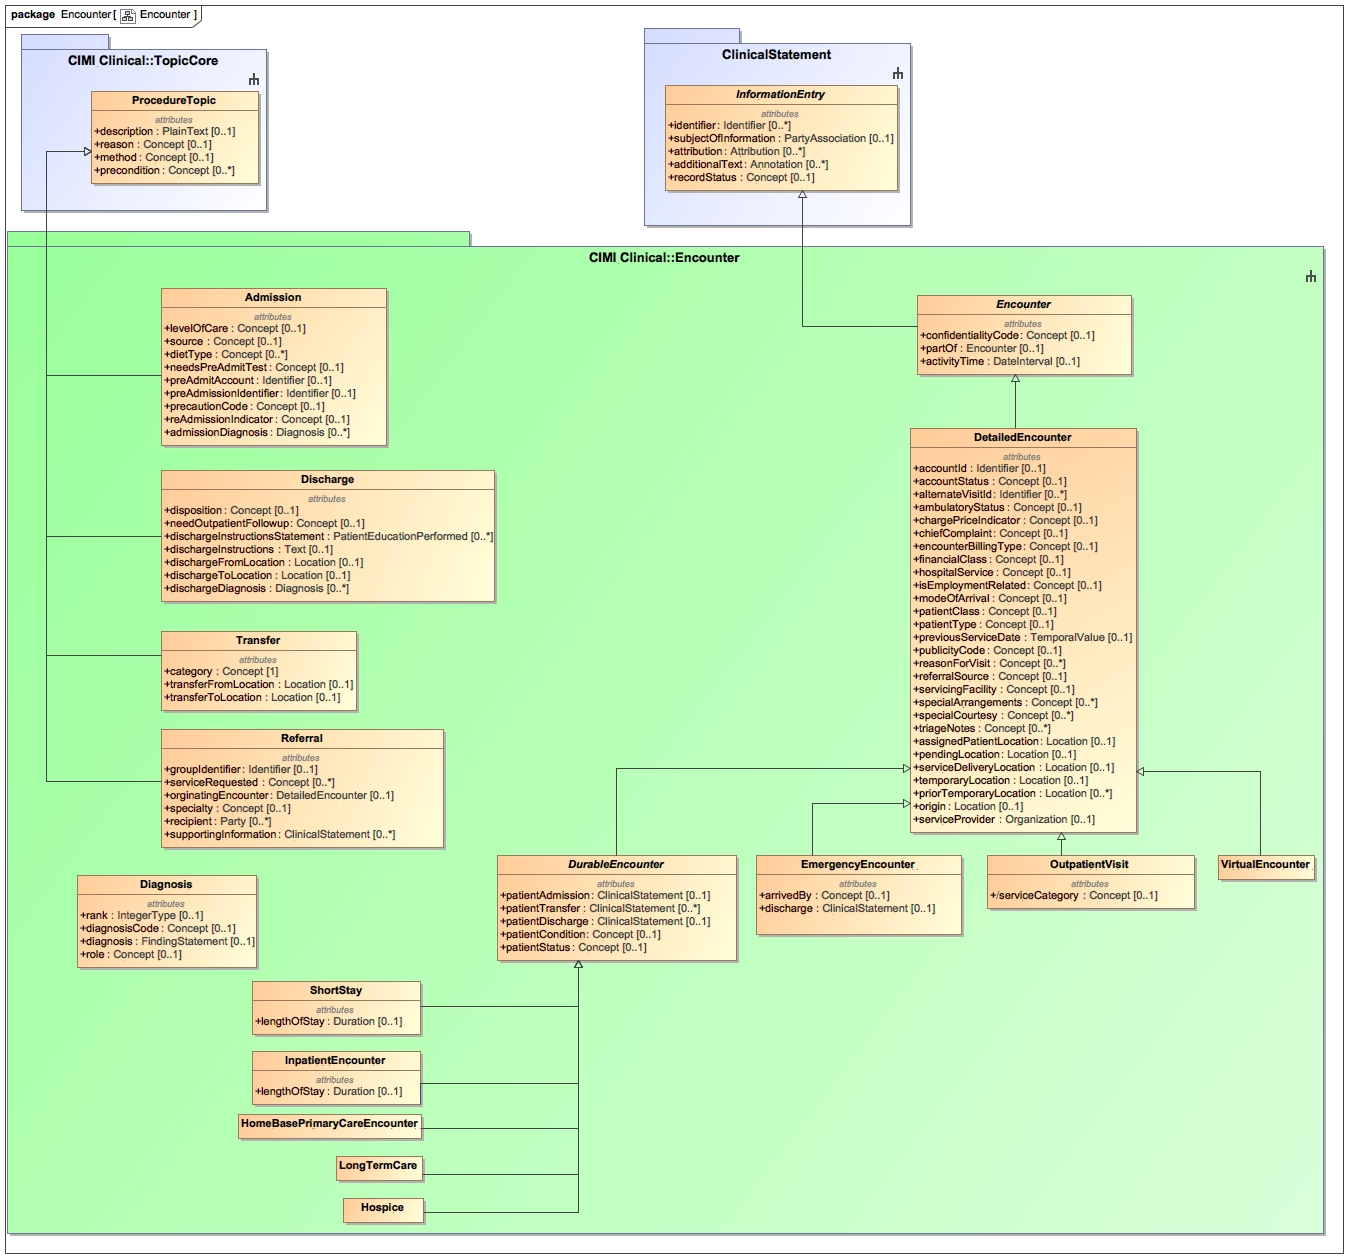 package Encounter [ Encounter ]
CIMI Clinical::TopicCore
ProcedureTopic
attributes
+description : PlainText [0..1]
+reason : Concept [0..1]
+method : Concept [0..1]
+precondition : Concept [0..*]
ClinicalStatement
InformationEntry
attributes
+identifier : Identifier [0..*]
+subjectOfInformation : PartyAssociation [0..1]
+attribution : Attribution [0..*]
+additionalText : Annotation [0..*]
+recordStatus : Concept [0..1]
CIMI Clinical::Encounter
Admission
attributes
+levelOfCare : Concept [0..1]
+source : Concept [0..1]
+dietType : Concept [0..*]
+needsPreAdmitTest : Concept [0..1]
+preAdmitAccount : Identifier [0..1]
+preAdmissionIdentifier : Identifier [0..1]
+precautionCode : Concept [0..1]
+reAdmissionIndicator : Concept [0..1]
+admissionDiagnosis : Diagnosis [0..*]
Encounter
attributes
+confidentialityCode : Concept [0..1]
+partOf : Encounter [0..1]
+activityTime : DateInterval [0..1]
Discharge
attributes
+disposition : Concept [0..1]
+needOutpatientFollowup : Concept [0..1]
+dischargeInstructionsStatement : PatientEducationPerformed [0..*]
+dischargeInstructions : Text [0..1]
+dischargeFromLocation : Location [0..1]
+dischargeToLocation : Location [0..1]
+dischargeDiagnosis : Diagnosis [0..*]
DetailedEncounter
attributes
+accountId : Identifier [0..1]
+accountStatus : Concept [0..1]
+alternateVisitId : Identifier [0..*]
+ambulatoryStatus : Concept [0..1]
+chargePriceIndicator : Concept [0..1]
+chiefComplaint : Concept [0..1]
+encounterBillingType : Concept [0..1]
+financialClass : Concept [0..1]
+hospitalService : Concept [0..1]
+isEmploymentRelated : Concept [0..1]
+modeOfArrival : Concept [0..1]
+patientClass : Concept [0..1]
+patientType : Concept [0..1]
+previousServiceDate : TemporalValue [0..1]
+publicityCode : Concept [0..1]
+reasonForVisit : Concept [0..*]
+referralSource : Concept [0..1]
+servicingFacility : Concept [0..1]
+specialArrangements : Concept [0..*]
+specialCourtesy : Concept [0..*]
+triageNotes : Concept [0..*]
+assignedPatientLocation : Location [0..1]
+pendingLocation : Location [0..1]
+serviceDeliveryLocation : Location [0..1]
+temporaryLocation : Location [0..1]
+priorTemporaryLocation : Location [0..*]
+origin : Location [0..1]
+serviceProvider : Organization [0..1]
Transfer
attributes
+category : Concept [1]
+transferFromLocation : Location [0..1]
+transferToLocation : Location [0..1]
Referral
attributes
+groupIdentifier : Identifier [0..1]
+serviceRequested : Concept [0..*]
+orginatingEncounter : DetailedEncounter [0..1]
+specialty : Concept [0..1]
+recipient : Party [0..*]
+supportingInformation : ClinicalStatement [0..*]
Diagnosis
attributes
+rank : IntegerType [0..1]
+diagnosisCode : Concept [0..1]
+diagnosis : FindingStatement [0..1]
+role : Concept [0..1]
DurableEncounter
attributes
+patientAdmission : ClinicalStatement [0..1]
+patientTransfer : ClinicalStatement [0..*]
+patientDischarge : ClinicalStatement [0..1]
+patientCondition : Concept [0..1]
+patientStatus : Concept [0..1]
EmergencyEncounter
attributes
+arrivedBy : Concept [0..1]
+discharge : ClinicalStatement [0..1]
OutpatientVisit
attributes
+/serviceCategory : Concept [0..1]
VirtualEncounter
ShortStay
attributes
+lengthOfStay : Duration [0..1]
InpatientEncounter
attributes
+lengthOfStay : Duration [0..1]
HomeBasePrimaryCareEncounter
LongTermCare
Hospice